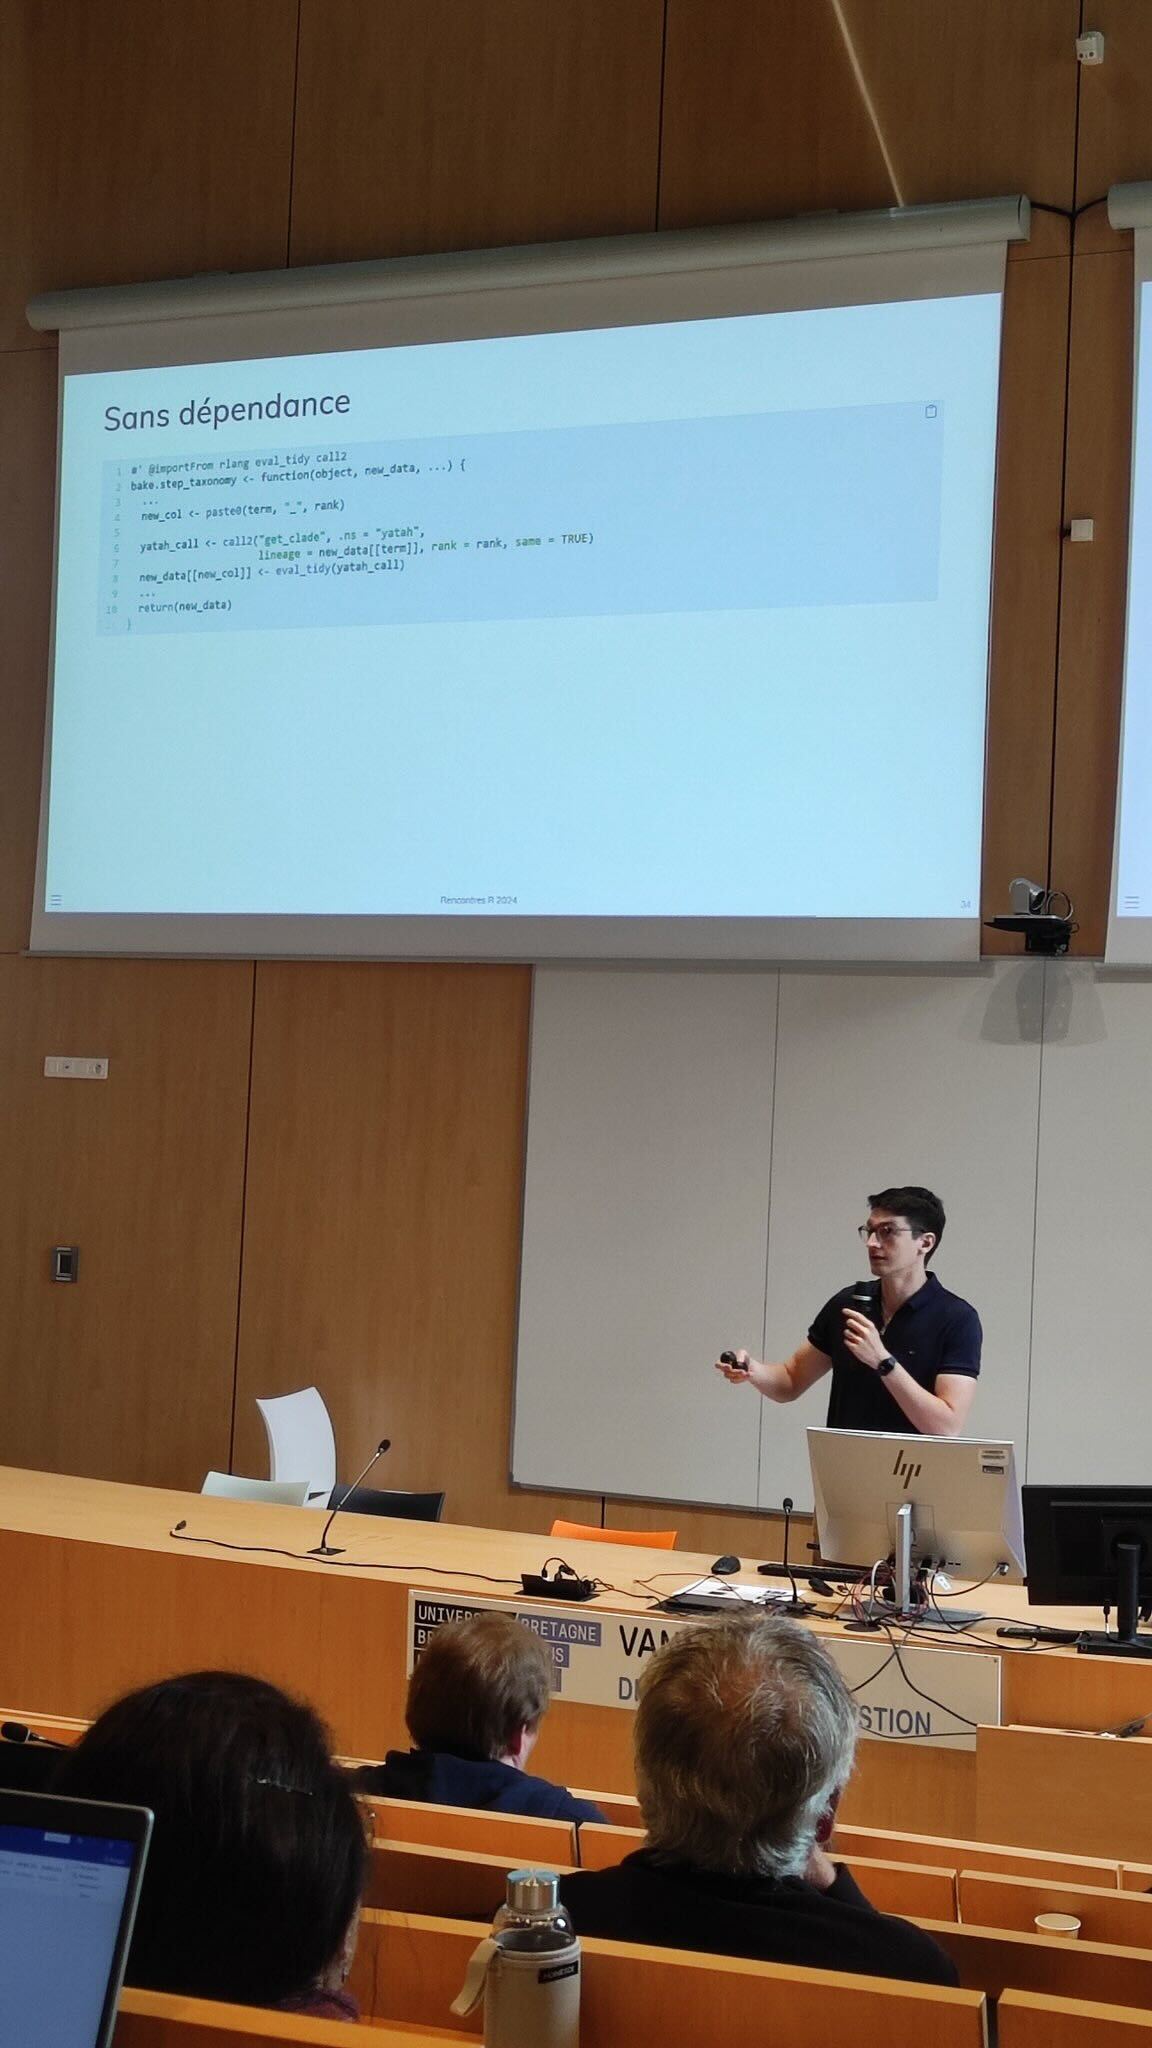 Sans dépendance
1 #' @importFrom rlang eval_tidy call2
2 bake.step_taxonomy <- function(object, new_data, ...) {
3 ...
4 new_col <- paste0(term, "_", rank)
5
6 yatah_call <- call2("get_clade", .ns = "yatah",
7 lineage = new_data[[term]], rank = rank, same = TRUE)
8 new_data[[new_col]] <- eval_tidy(yatah_call)
9 ...
10 return(new_data)
}
Rencontres R 2024
34
hp
BRETAGNE